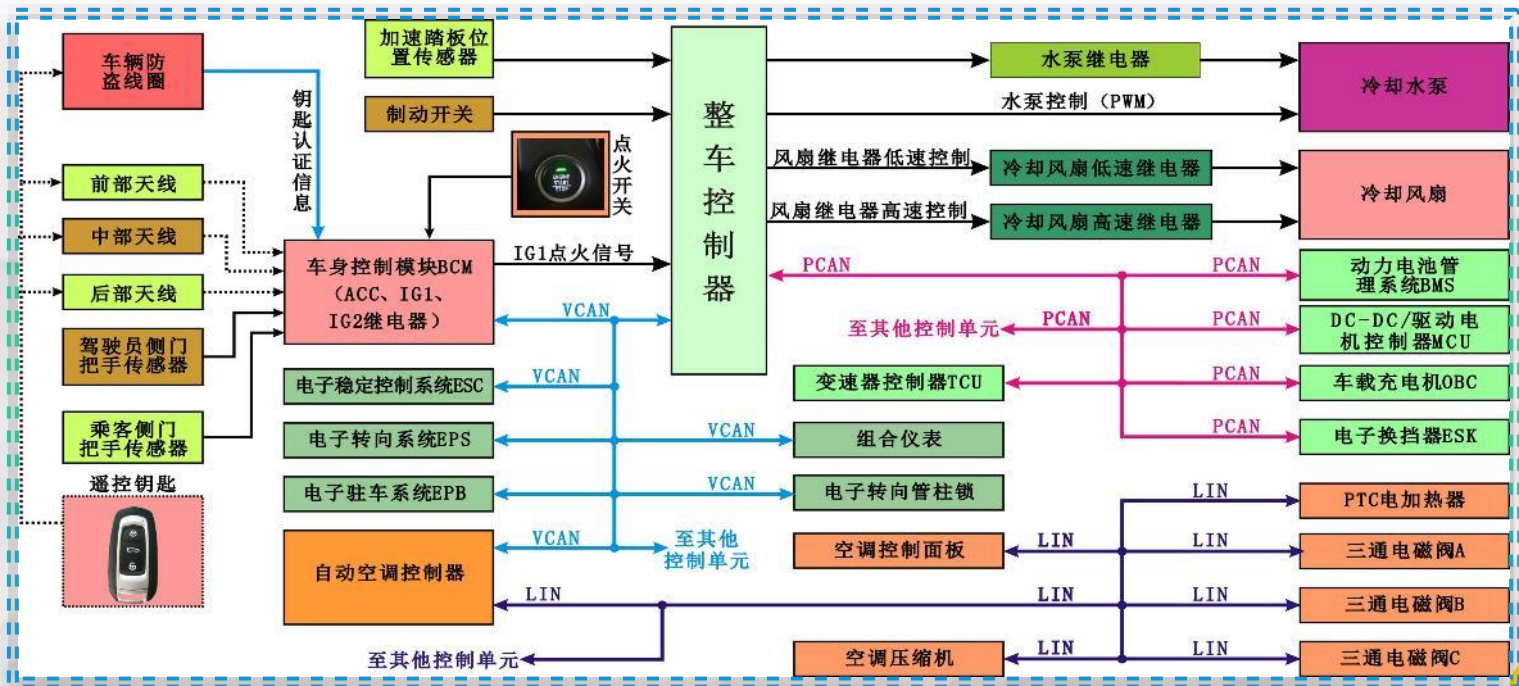 车辆防
盗线圈
钥匙认证信息
加速踏板位
置传感器
制动开关
点火开关
整车控制器
水泵继电器
水泵控制（PWM）
冷却水泵
前部天线
中部天线
后部天线
风扇继电器低速控制
冷却风扇低速继电器
风扇继电器高速控制
冷却风扇高速继电器
冷却风扇
车身控制模块BCM
（ACC、IG1、
IG2继电器）
IG1点火信号
驾驶员侧门
把手传感器
乘客侧门
把手传感器
遥控钥匙
VCAN
PCAN
PCAN
动力电池管
理系统BMS
至其他控制单元
PCAN
PCAN
DC-DC/驱动电
机控制器MCU
电子稳定控制系统ESC
VCAN
变速器控制器TCU
PCAN
车载充电机OBC
电子转向系统EPS
VCAN
组合仪表
PCAN
电子换挡器ESK
电子驻车系统EPB
VCAN
电子转向管柱锁
LIN
PTC电加热器
自动空调控制器
VCAN
至其他
控制单元
空调控制面板
LIN
LIN
三通电磁阀A
LIN
LIN
LIN
三通电磁阀B
至其他控制单元
空调压缩机
LIN
LIN
三通电磁阀C